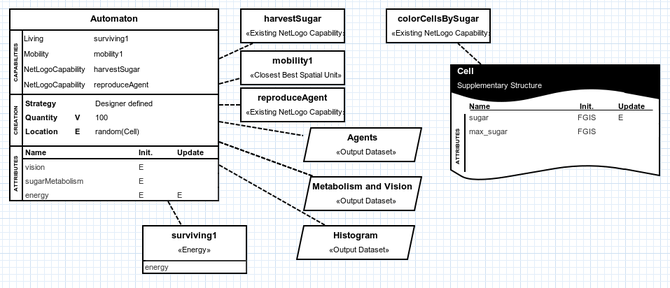 Automaton
CAPABILITIES
Living surviving1
Mobility mobility1
NetLogoCapability harvestSugar
NetLogoCapability reproduceAgent
CREATION
Strategy Designer defined
Quantity V 100
Location E random(Cell)
ATTRIBUTES
Name Init. Update
vision E
sugarMetabolism E
energy E E
harvestSugar
«Existing NetLogo Capability»
mobility1
«Closest Best Spatial Unit»
reproduceAgent
«Existing NetLogo Capability»
Agents
«Output Dataset»
Metabolism and Vision
«Output Dataset»
Histogram
«Output Dataset»
surviving1
«Energy»
energy
colorCellsBySugar
«Existing NetLogo Capability»
Cell
Supplementary Structure
ATTRIBUTES
Name Init. Update
sugar FGIS E
max_sugar FGIS